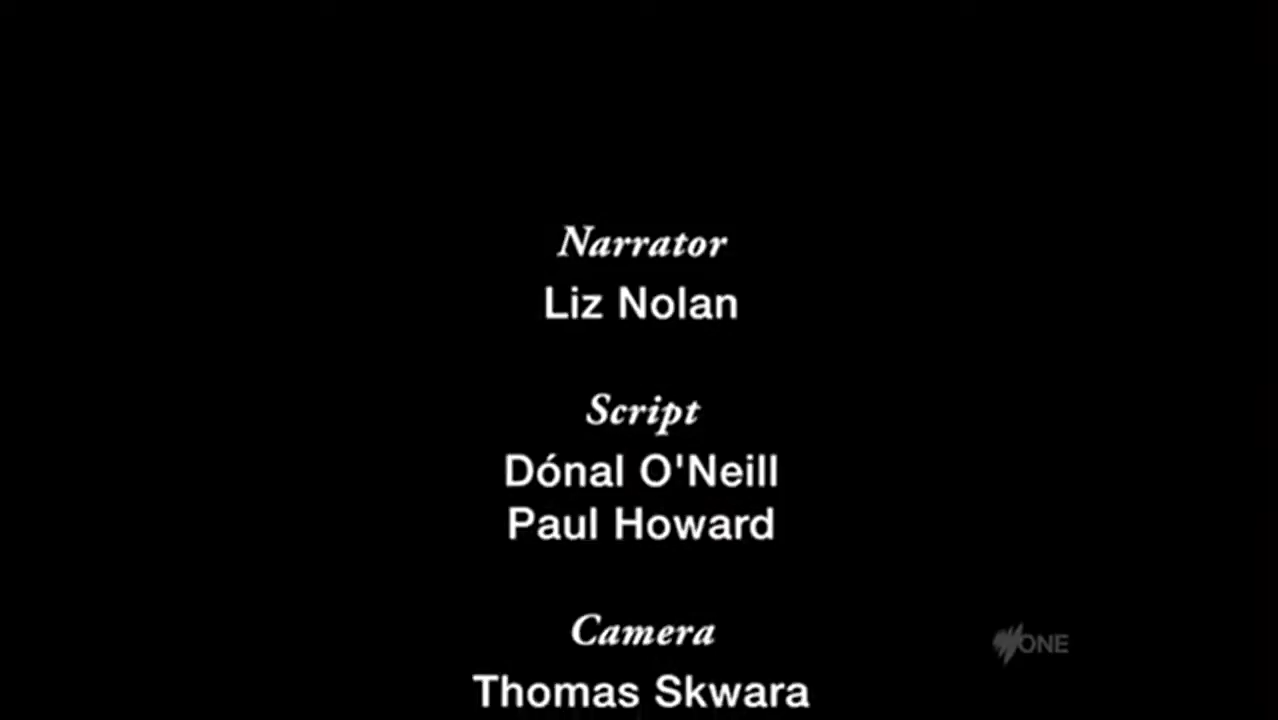 Narrator
Liz Nolan
Script
Dónal O'Neill
Paul Howard
Camera
ONE
Thomas Skwara